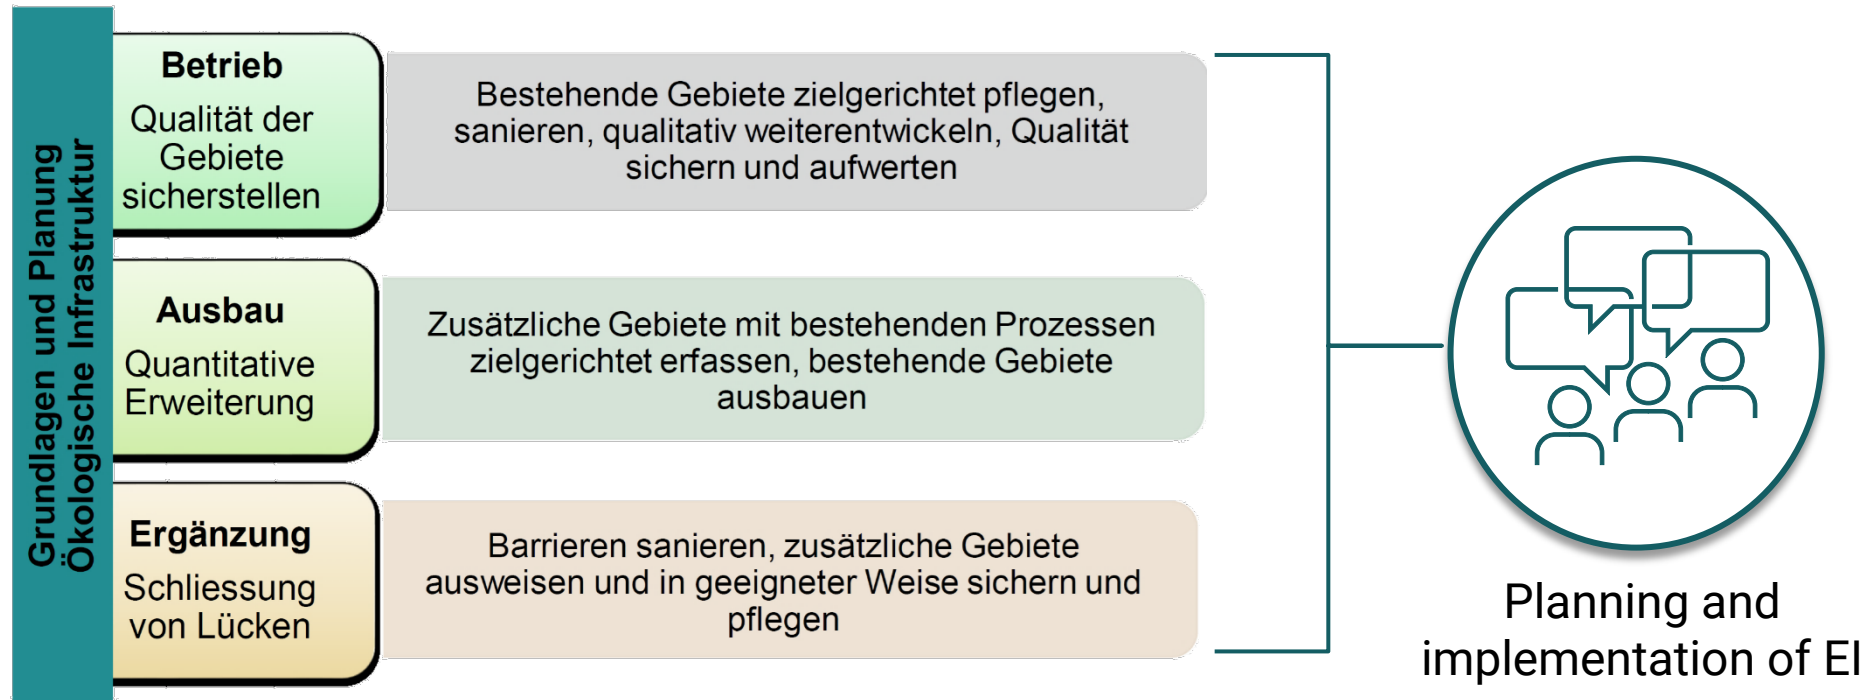 Grundlagen und Planung
Ökologische Infrastruktur
Betrieb
Qualität der
Gebiete
sicherstellen
Bestehende Gebiete zielgerichtet pflegen,
sanieren, qualitativ weiterentwickeln, Qualität
sichern und aufwerten
Ausbau
Quantitative
Erweiterung
Zusätzliche Gebiete mit bestehenden Prozessen
zielgerichtet erfassen, bestehende Gebiete
ausbauen
Ergänzung
Schliessung
von Lücken
Barrieren sanieren, zusätzliche Gebiete
ausweisen und in geeigneter Weise sichern und
pflegen
Planning and
implementation of EI